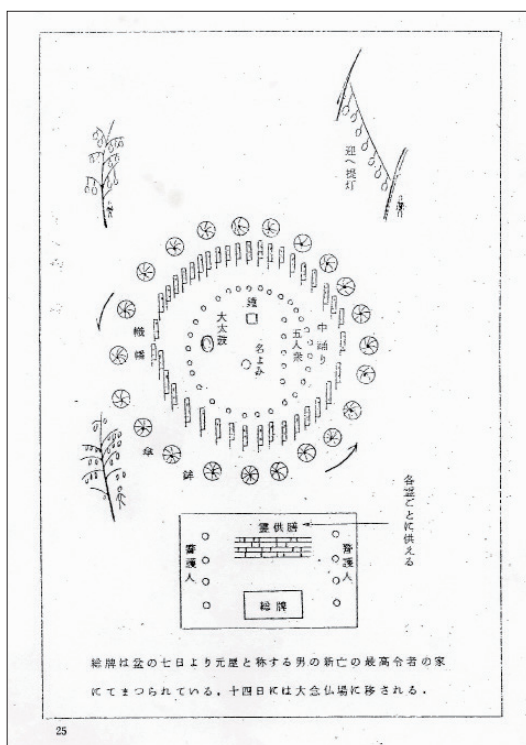 迎へ提灯
鐘
大太鼓
名よみ
五人衆
中踊り
幟幡
傘鉾
各霊ごとに供える
霊供膳
警護人
警護人
総牌
総牌は盆の七日より元屋と称する男の新亡の最高令者の家
にてまつられている。十四日には大念仏場に移される。
25